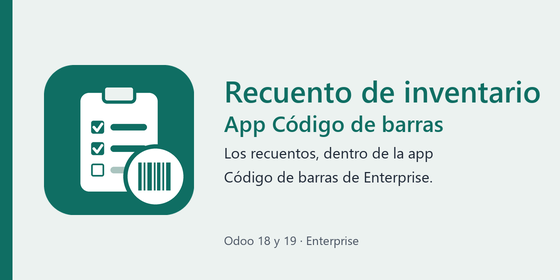 Recuento de inventario
App Código de barras
Los recuentos, dentro de la app
Código de barras de Enterprise.
Odoo 18 y 19 · Enterprise